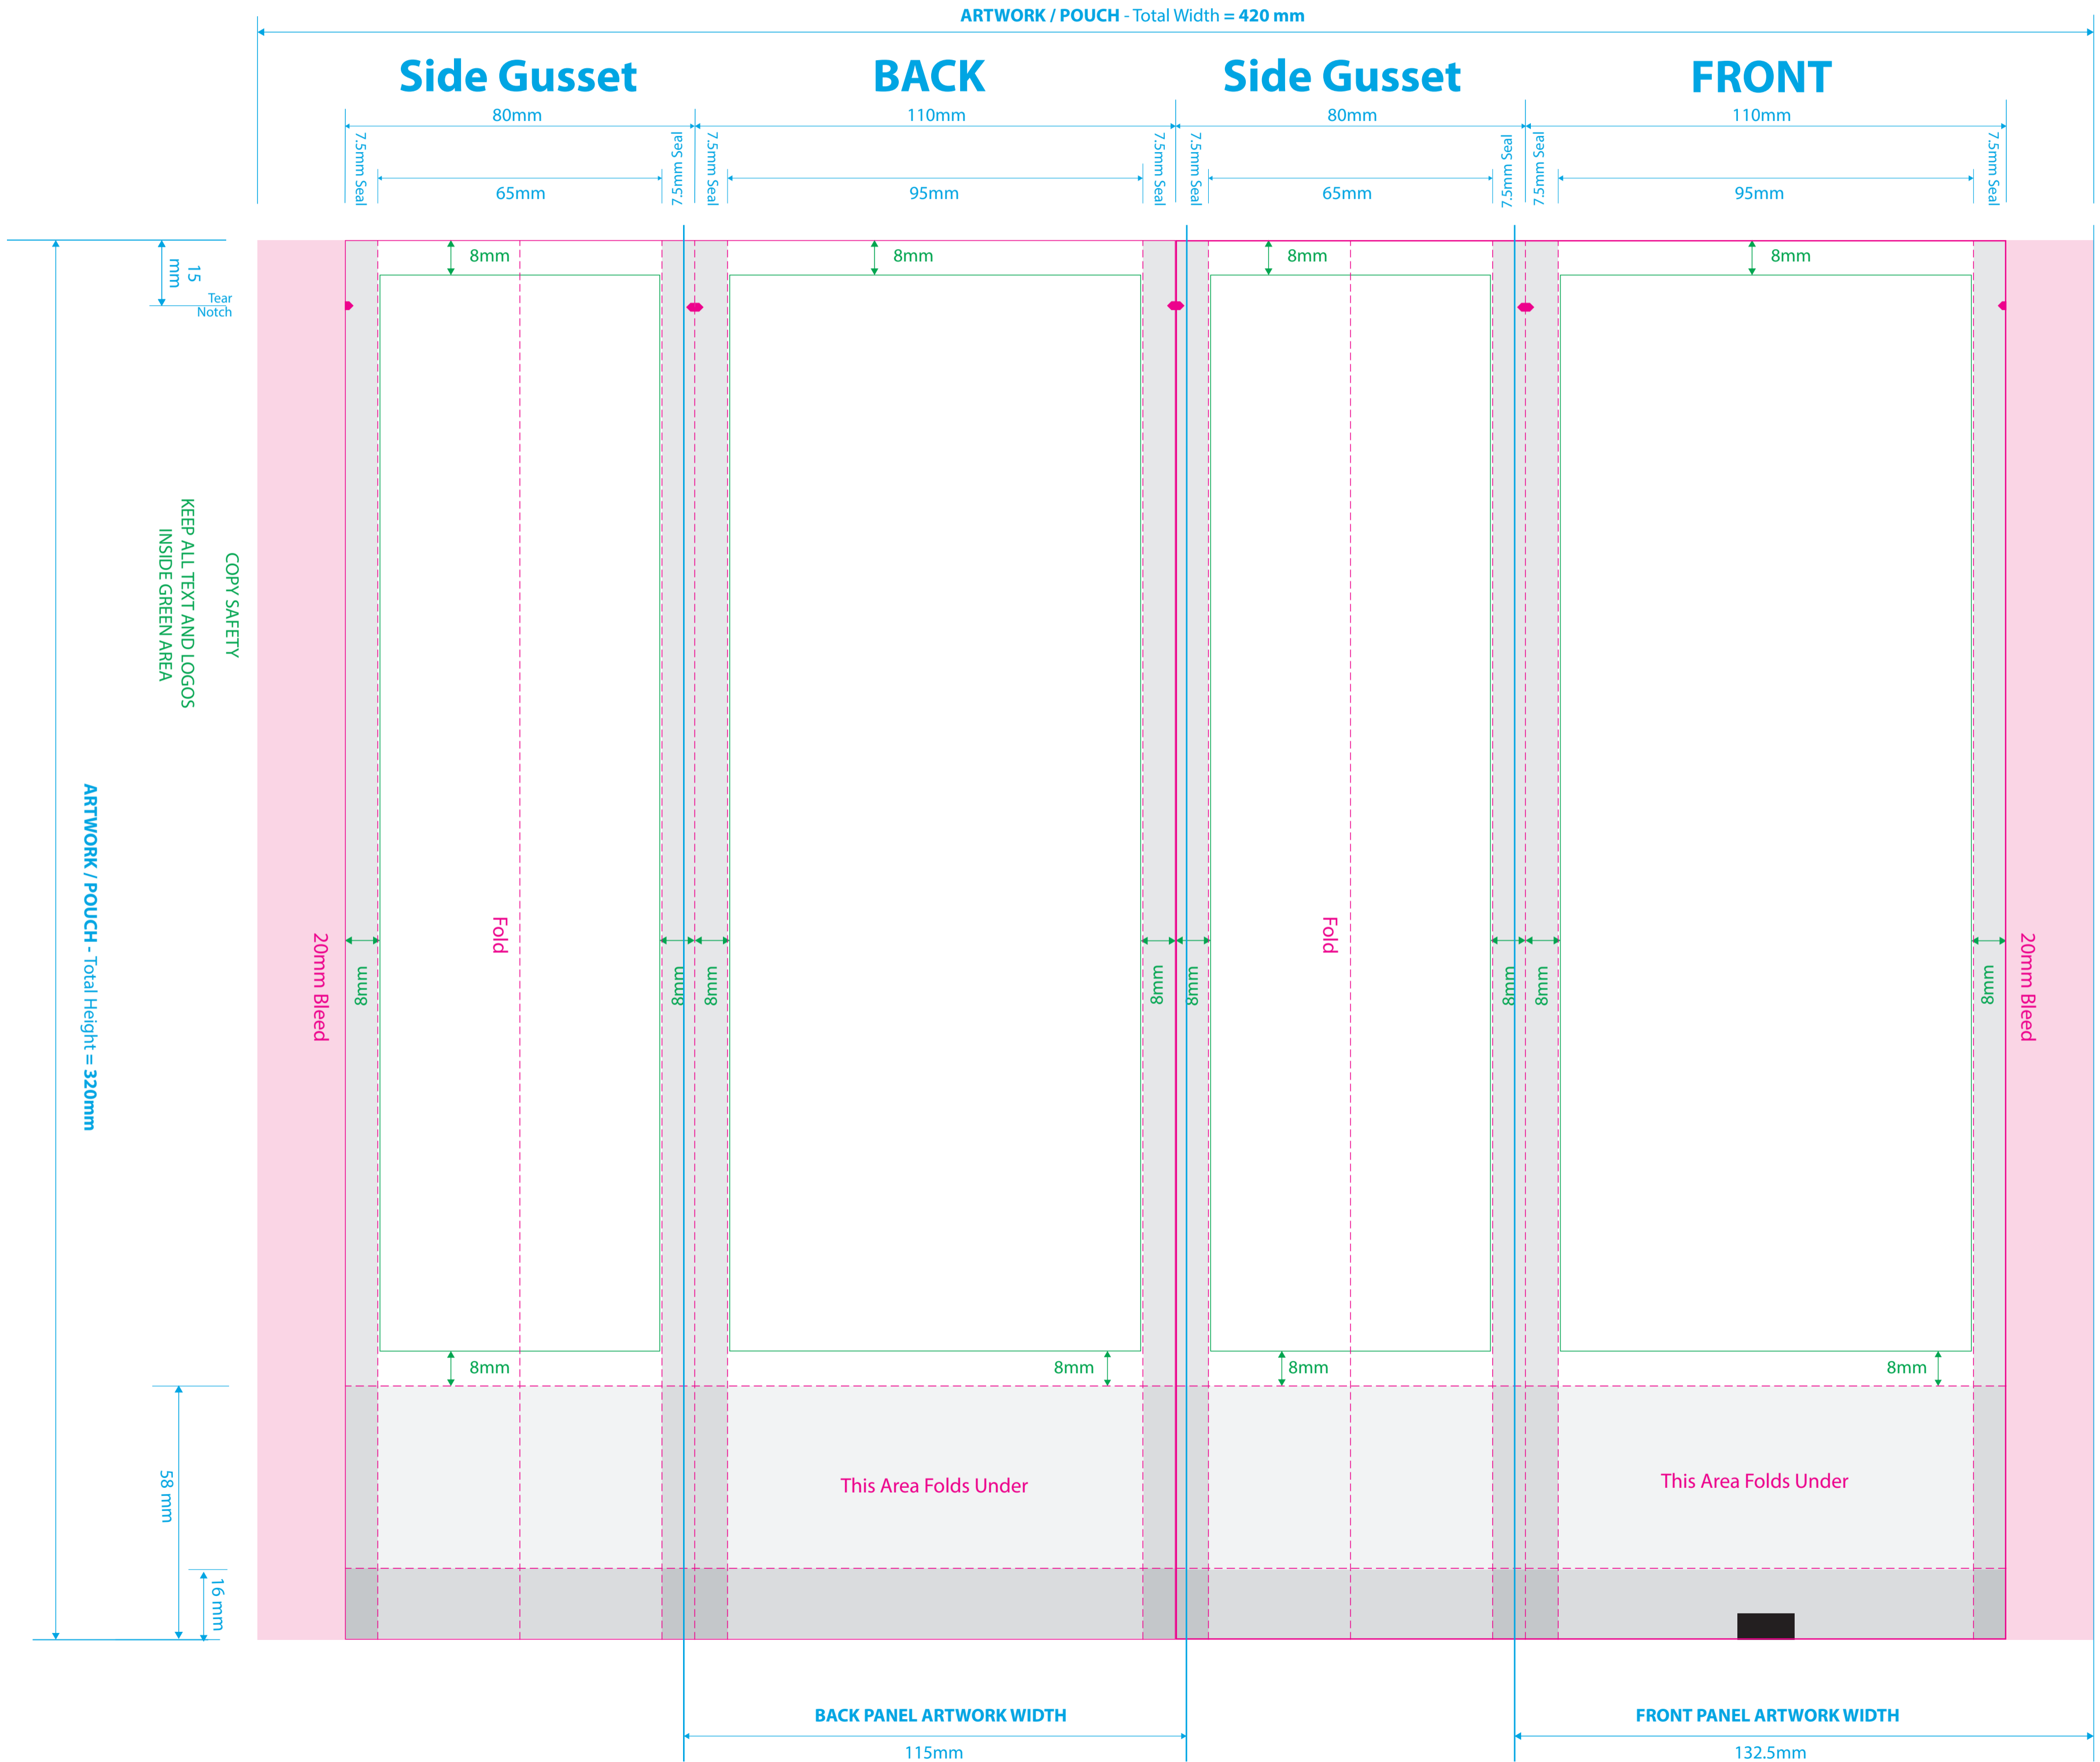 ARTWORK / POUCH - Total Width = 420 mm
Side Gusset
BACK
Side Gusset
FRONT
80mm
110mm
80mm
110mm
7.5mm Seal
7.5mm Seal
7.5mm Seal
7.5mm Seal
7.5mm Seal
7.5mm Seal
7.5mm Seal
7.5mm Seal
65mm
95mm
65mm
95mm
8mm
8mm
8mm
8mm
15
mm
Tear
Notch
COPY SAFETY
KEEP ALL TEXT AND LOGOS
INSIDE GREEN AREA
ARTWORK / POUCH - Total Height = 320mm
20mm Bleed
Fold
Fold
20mm Bleed
8mm
8mm
8mm
8mm
8mm
8mm
8mm
8mm
8mm
8mm
8mm
8mm
58 mm
This Area Folds Under
This Area Folds Under
16 mm
BACK PANEL ARTWORK WIDTH
115mm
FRONT PANEL ARTWORK WIDTH
132.5mm